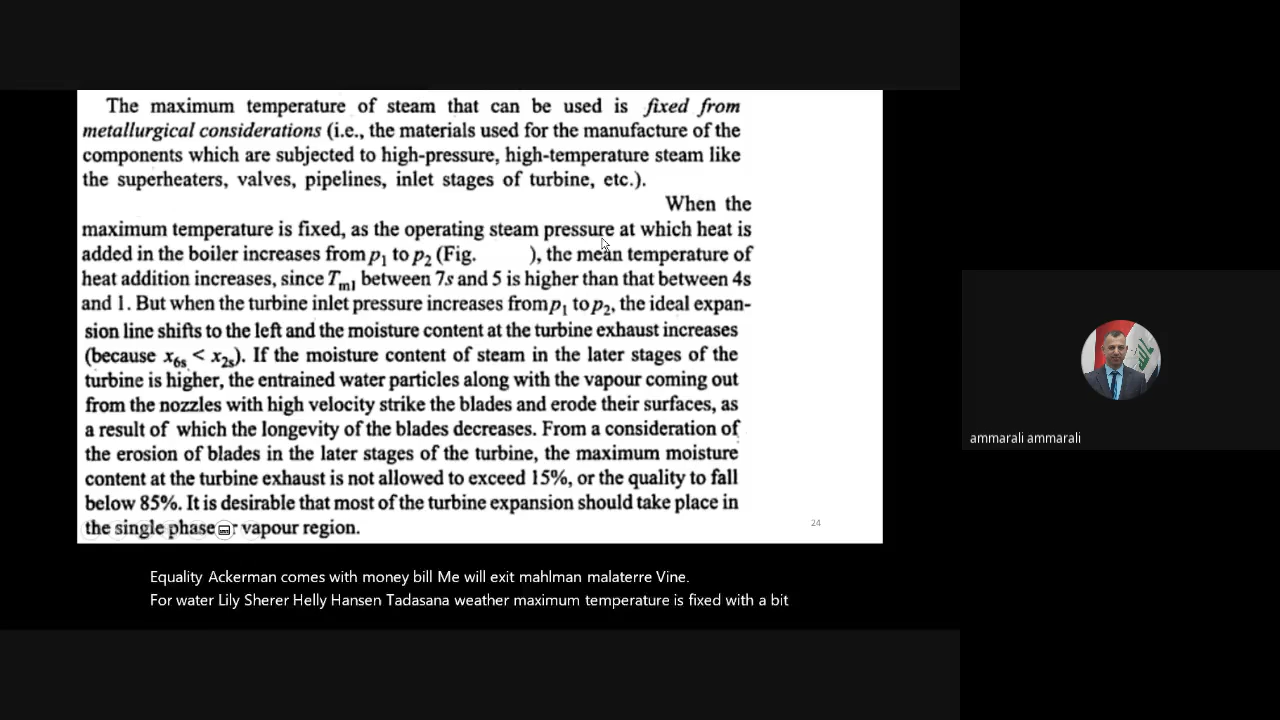 The maximum temperature of steam that can be used is fixed from
metallurgical considerations (i.e., the materials used for the manufacture of the
components which are subjected to high-pressure, high-temperature steam like
the superheaters, valves, pipelines, inlet stages of turbine, etc.).
When the
maximum temperature is fixed, as the operating steam pressure at which heat is
added in the boiler increases from p1 to p2 (Fig. ), the mean temperature of
heat addition increases, since Tm1 between 7s and 5 is higher than that between 4s
and 1. But when the turbine inlet pressure increases from p1 to p2, the ideal expan-
sion line shifts to the left and the moisture content at the turbine exhaust increases
(because x6s < x2s). If the moisture content of steam in the later stages of the
turbine is higher, the entrained water particles along with the vapour coming out
from the nozzles with high velocity strike the blades and erode their surfaces, as
a result of which the longevity of the blades decreases. From a consideration of
the erosion of blades in the later stages of the turbine, the maximum moisture
content at the turbine exhaust is not allowed to exceed 15%, or the quality to fall
below 85%. It is desirable that most of the turbine expansion should take place in
the single phase or vapour region.
24
Equality Ackerman comes with money bill Me will exit mahlman malaterre Vine.
For water Lily Sherer Helly Hansen Tadasana weather maximum temperature is fixed with a bit
ammarali ammarali